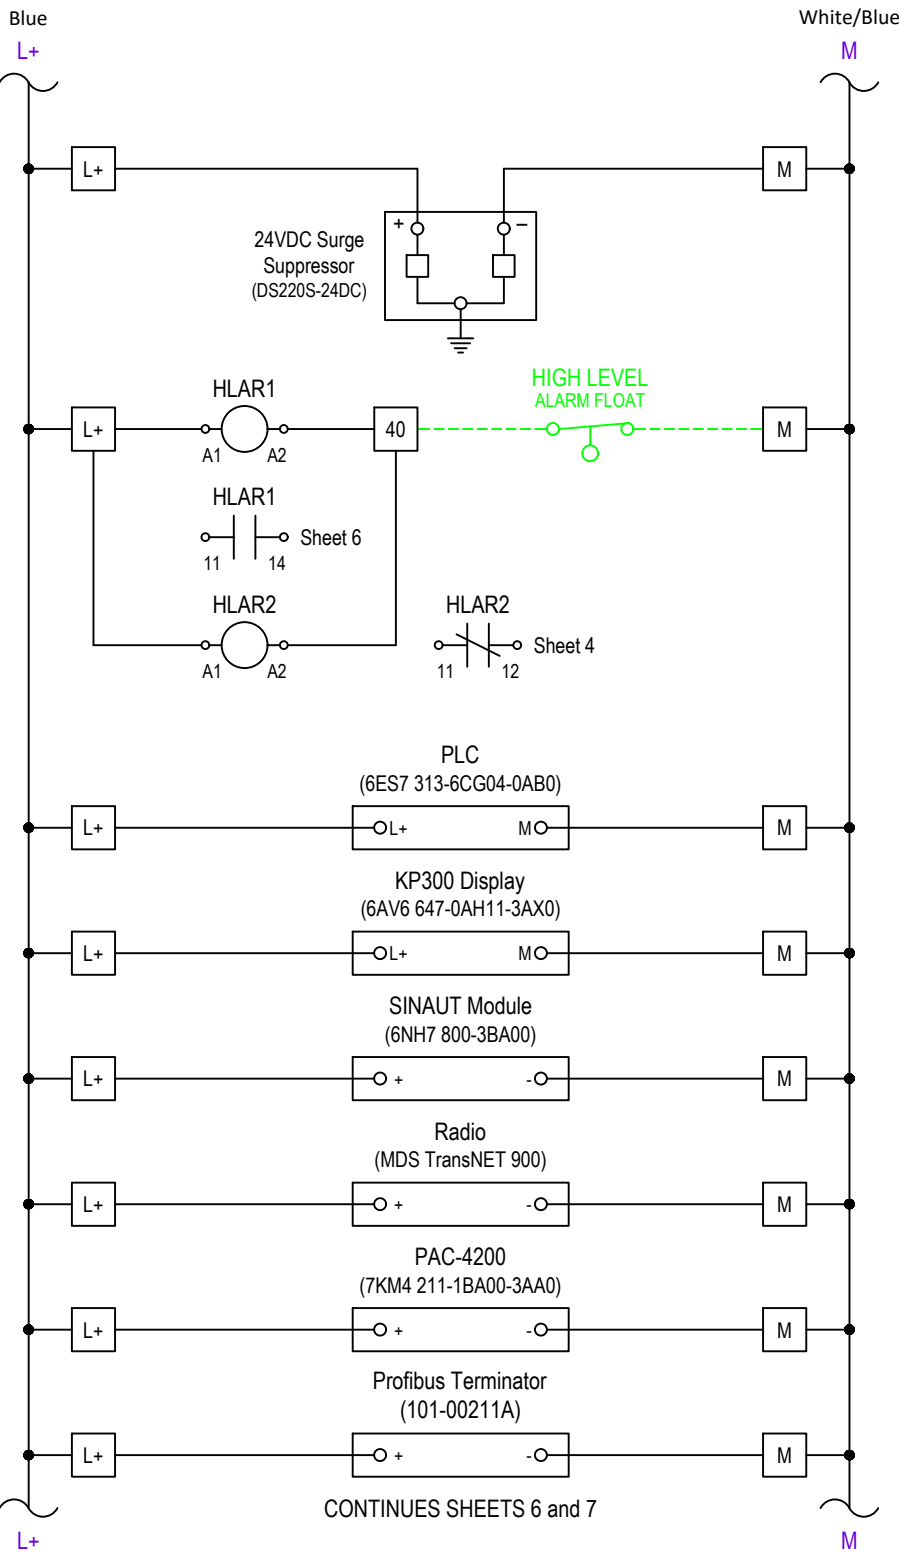 Blue
White/Blue
L+
M
L+
M
+
–
24VDC Surge
Suppressor
(DS220S-24DC)
HLAR1
HIGH LEVEL
ALARM FLOAT
L+
40
M
A1
A2
HLAR1
Sheet 6
11
14
HLAR2
HLAR2
Sheet 4
A1
A2
11
12
PLC
(6ES7 313-6CG04-0AB0)
L+
L+
M
M
KP300 Display
(6AV6 647-0AH11-3AX0)
L+
L+
M
M
SINAUT Module
(6NH7 800-3BA00)
L+
+
-
M
Radio
(MDS TransNET 900)
L+
+
-
M
PAC-4200
(7KM4 211-1BA00-3AA0)
L+
+
-
M
Profibus Terminator
(101-00211A)
L+
+
-
M
CONTINUES SHEETS 6 and 7
L+
M